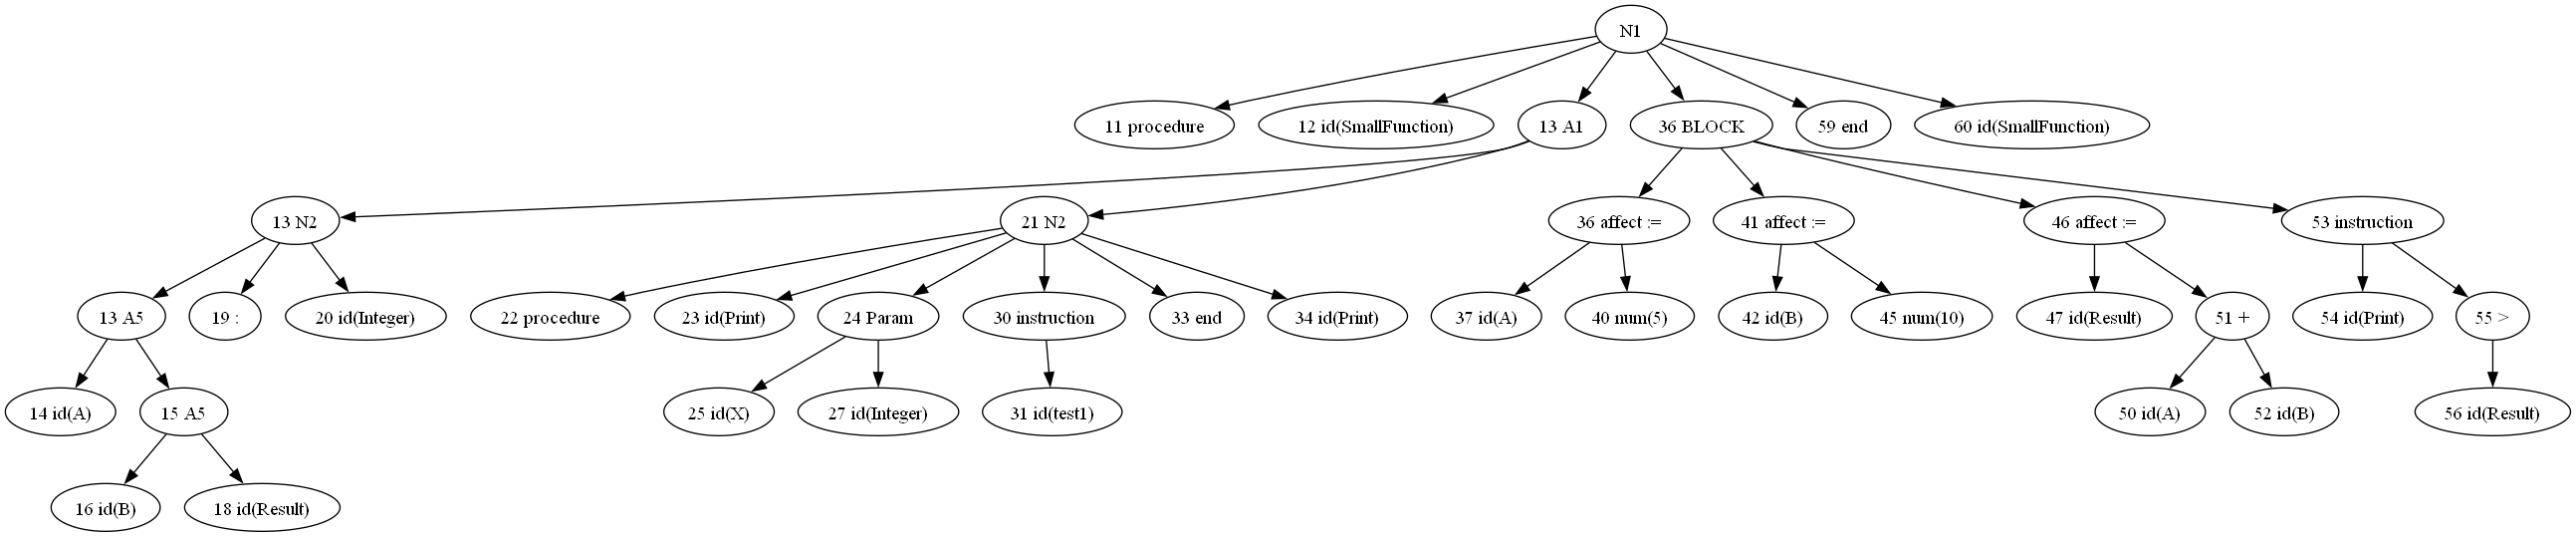 N1
11 procedure
12 id(SmallFunction)
13 A1
36 BLOCK
59 end
60 id(SmallFunction)
13 N2
21 N2
36 affect :=
41 affect :=
46 affect :=
53 instruction
13 A5
19 :
20 id(Integer)
22 procedure
23 id(Print)
24 Param
30 instruction
33 end
34 id(Print)
37 id(A)
40 num(5)
42 id(B)
45 num(10)
47 id(Result)
51 +
54 id(Print)
55 >
14 id(A)
15 A5
25 id(X)
27 id(Integer)
31 id(test1)
50 id(A)
52 id(B)
56 id(Result)
16 id(B)
18 id(Result)